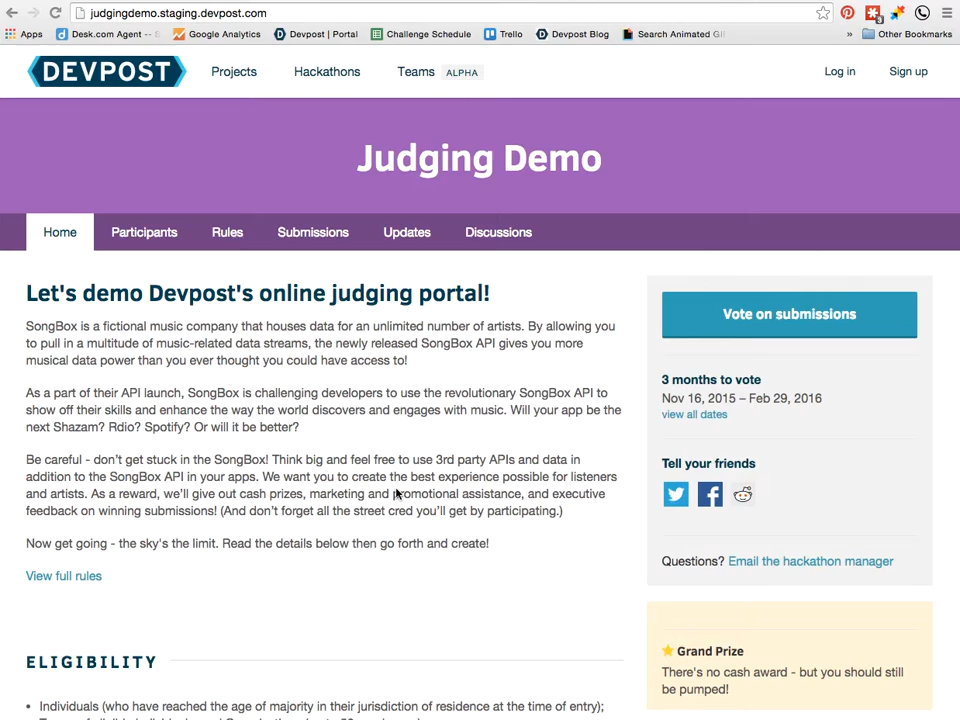 judgingdemo.staging.devpost.com
Apps
Desk.com Agent
Google Analytics
Devpost | Portal
Challenge Schedule
Trello
Devpost Blog
Search Animated GI
»
Other Bookmarks
DEVPOST
Projects
Hackathons
Teams ALPHA
Log in
Sign up
Judging Demo
Home
Participants
Rules
Submissions
Updates
Discussions
Let's demo Devpost's online judging portal!
SongBox is a fictional music company that houses data for an unlimited number of artists. By allowing you
to pull in a multitude of music-related data streams, the newly released SongBox API gives you more
musical data power than you ever thought you could have access to!
As a part of their API launch, SongBox is challenging developers to use the revolutionary SongBox API to
show off their skills and enhance the way the world discovers and engages with music. Will your app be the
next Shazam? Rdio? Spotify? Or will it be better?
Be careful - don't get stuck in the SongBox! Think big and feel free to use 3rd party APIs and data in
addition to the SongBox API in your apps. We want you to create the best experience possible for listeners
and artists. As a reward, we'll give out cash prizes, marketing and promotional assistance, and executive
feedback on winning submissions! (And don't forget all the street cred you'll get by participating.)
Now get going - the sky's the limit. Read the details below then go forth and create!
View full rules
ELIGIBILITY
• Individuals (who have reached the age of majority in their jurisdiction of residence at the time of entry);
Vote on submissions
3 months to vote
Nov 16, 2015 – Feb 29, 2016
view all dates
Tell your friends
Questions? Email the hackathon manager
Grand Prize
There's no cash award - but you should still
be pumped!